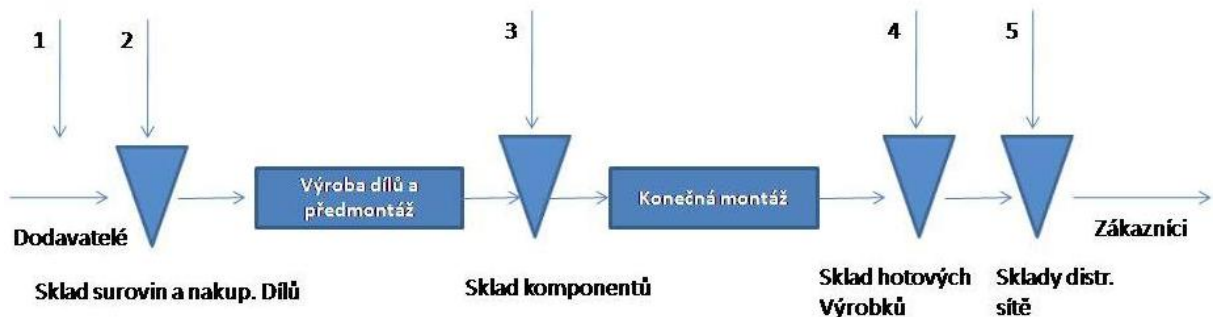 1
2
3
4
5
Výroba dílů a
předmontáž
Konečná montáž
Dodavatelé
Zákazníci
Sklad surovin a nakup. Dílů
Sklad komponentů
Sklad hotových
Výrobků
Sklady distr.
sítě